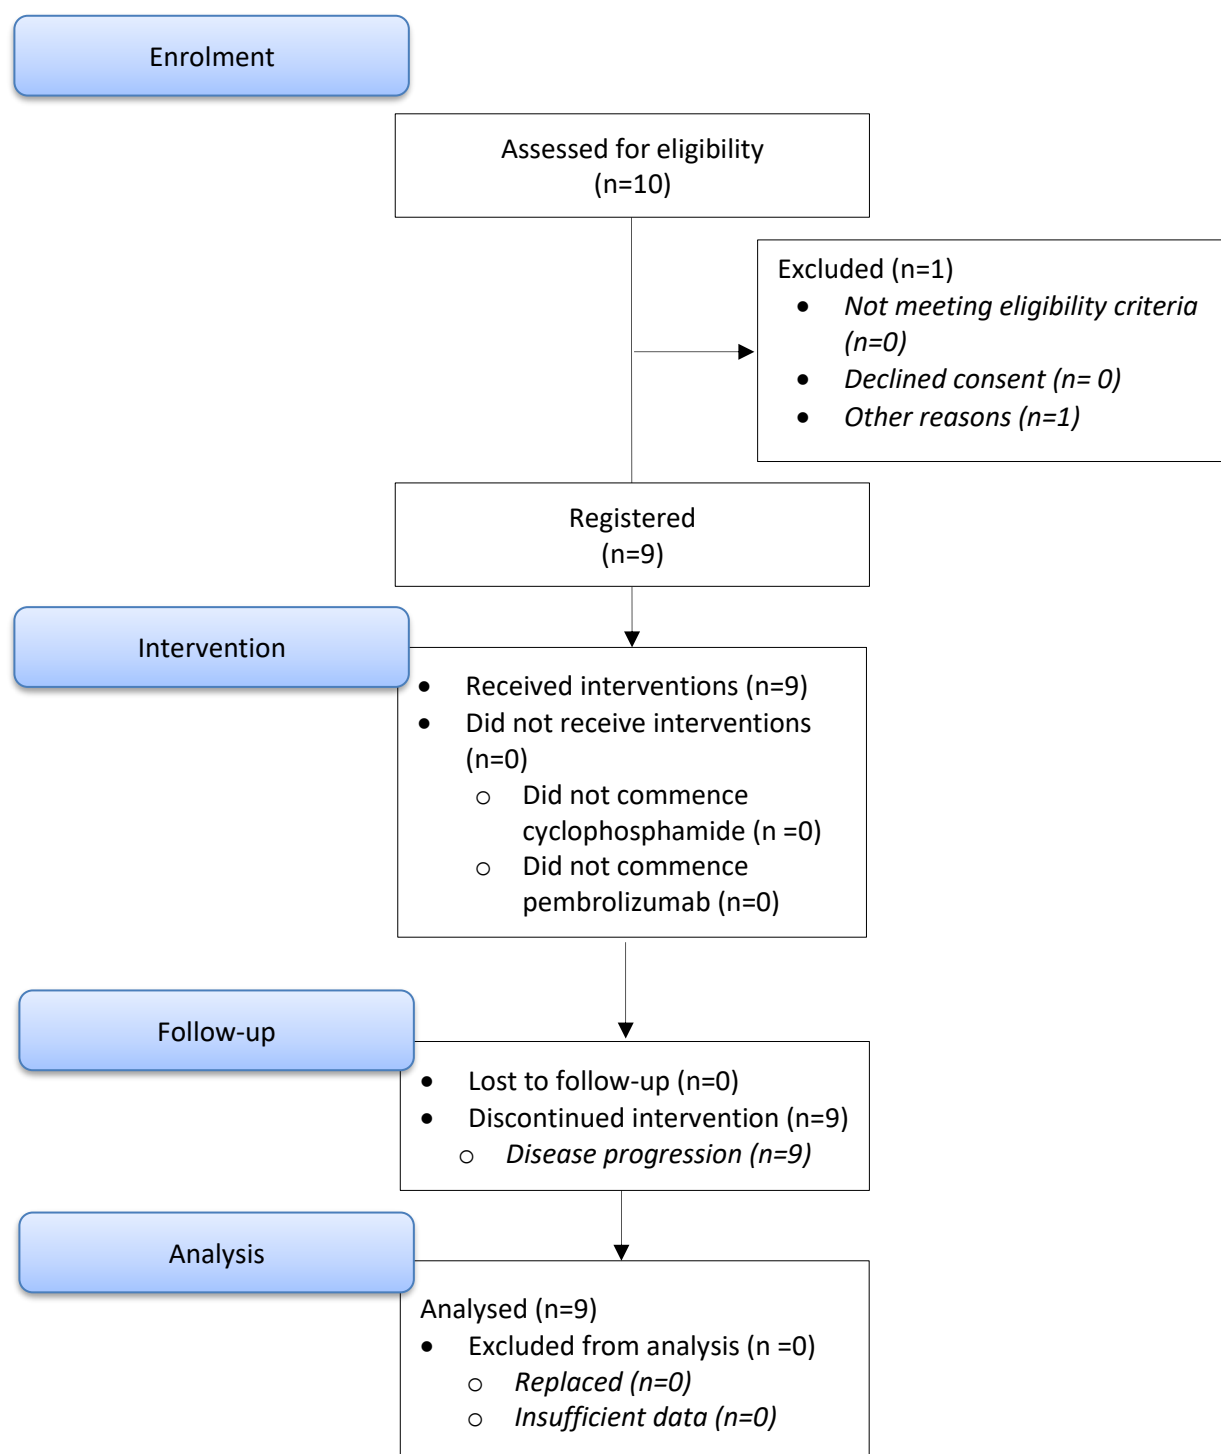 Enrolment
Assessed for eligibility
(n=10)
Excluded (n=1)
• Not meeting eligibility criteria
(n=0)
• Declined consent (n= 0)
• Other reasons (n=1)
Registered
(n=9)
Intervention
• Received interventions (n=9)
• Did not receive interventions
(n=0)
o Did not commence
cyclophosphamide (n =0)
o Did not commence
pembrolizumab (n=0)
Follow-up
• Lost to follow-up (n=0)
• Discontinued intervention (n=9)
o Disease progression (n=9)
Analysis
Analysed (n=9)
• Excluded from analysis (n =0)
o Replaced (n=0)
o Insufficient data (n=0)